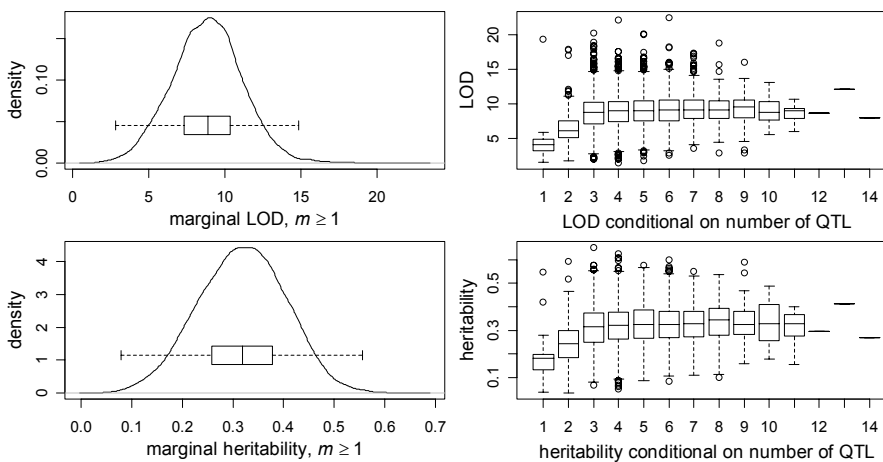 density
0.00
0.10
0
5
10
15
20
marginal LOD, m ≥ 1
LOD
5
10
15
20
1 2 3 4 5 6 7 8 9 10 12 14
LOD conditional on number of QTL
density
0 1 2 3 4
0.0 0.1 0.2 0.3 0.4 0.5 0.6 0.7
marginal heritability, m ≥ 1
heritability
0.1 0.3 0.5
1 2 3 4 5 6 7 8 9 10 12 14
heritability conditional on number of QTL